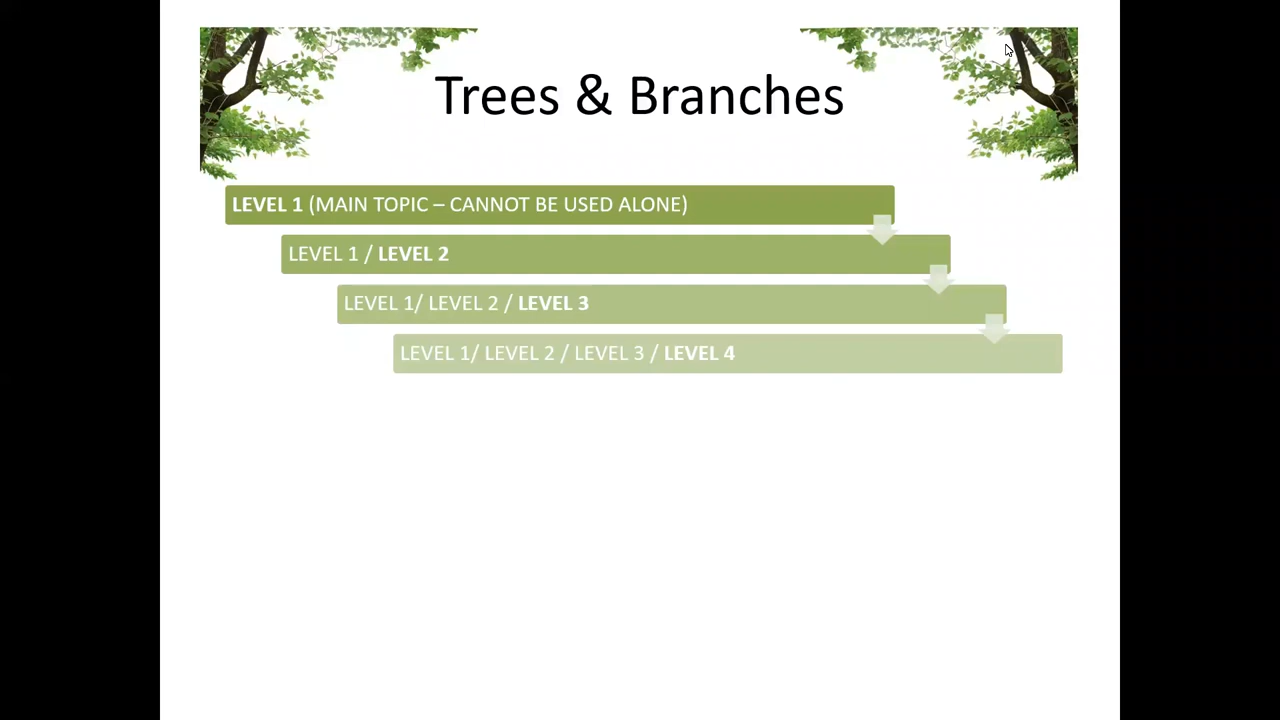 Trees & Branches
LEVEL 1 (MAIN TOPIC – CANNOT BE USED ALONE)
LEVEL 1 / LEVEL 2
LEVEL 1/ LEVEL 2 / LEVEL 3
LEVEL 1/ LEVEL 2 / LEVEL 3 / LEVEL 4